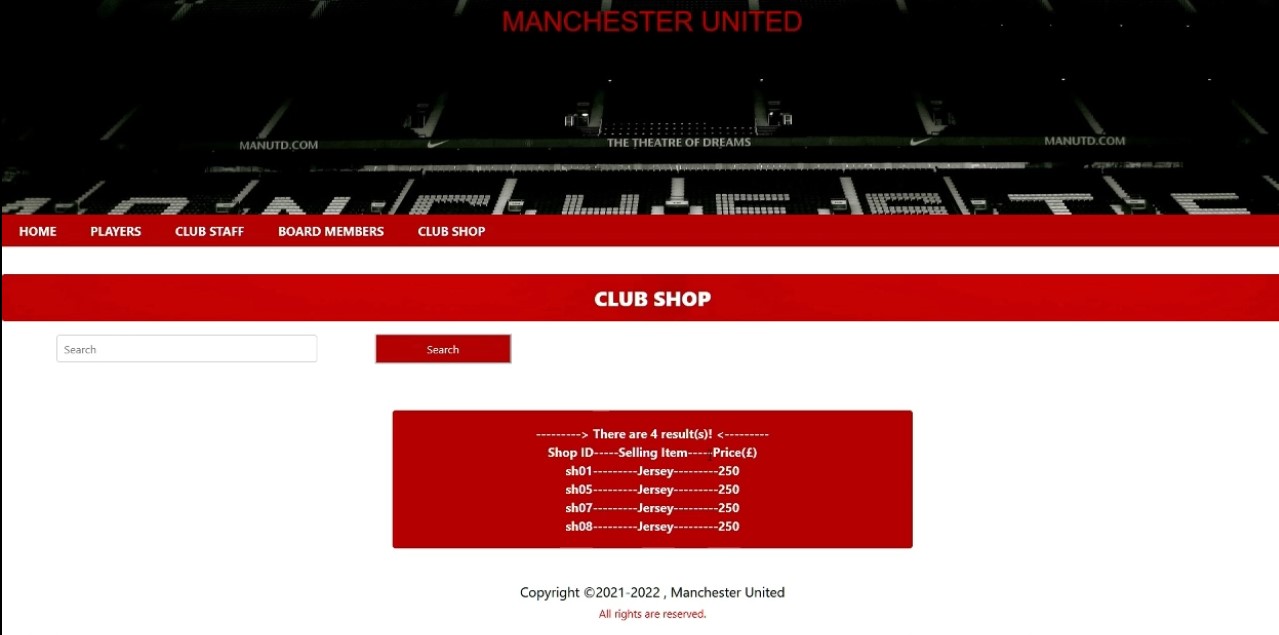 MANCHESTER UNITED
MANUTD.COM
THE THEATRE OF DREAMS
MANUTD.COM
HOME PLAYERS CLUB STAFF BOARD MEMBERS CLUB SHOP
CLUB SHOP
Search Search
---------> There are 4 result(s)! <---------
Shop ID-----Selling Item-----Price(£)
sh01---------Jersey---------250
sh05---------Jersey---------250
sh07---------Jersey---------250
sh08---------Jersey---------250
Copyright ©2021-2022 , Manchester United
All rights are reserved.